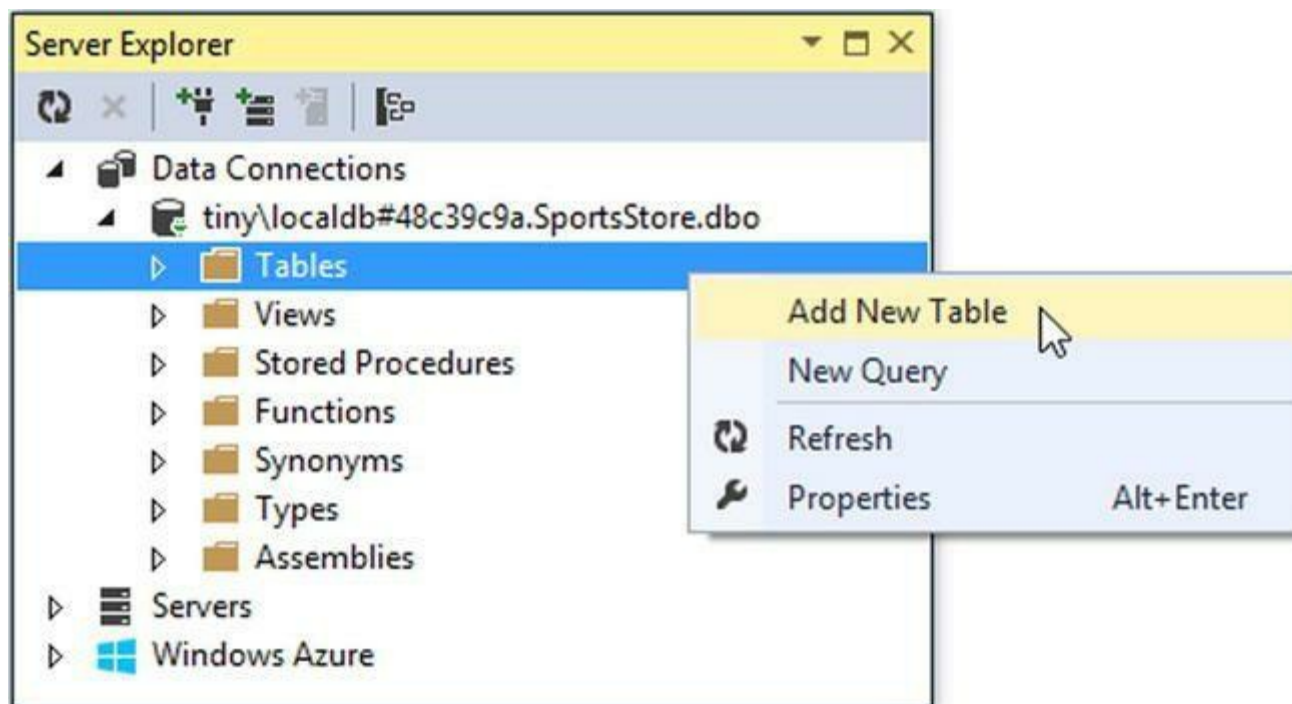 Server Explorer
Data Connections
tiny\localdb#48c39c9a.SportsStore.dbo
Tables
Views
Stored Procedures
Functions
Synonyms
Types
Assemblies
Servers
Windows Azure
Add New Table
New Query
Refresh
Properties Alt+Enter